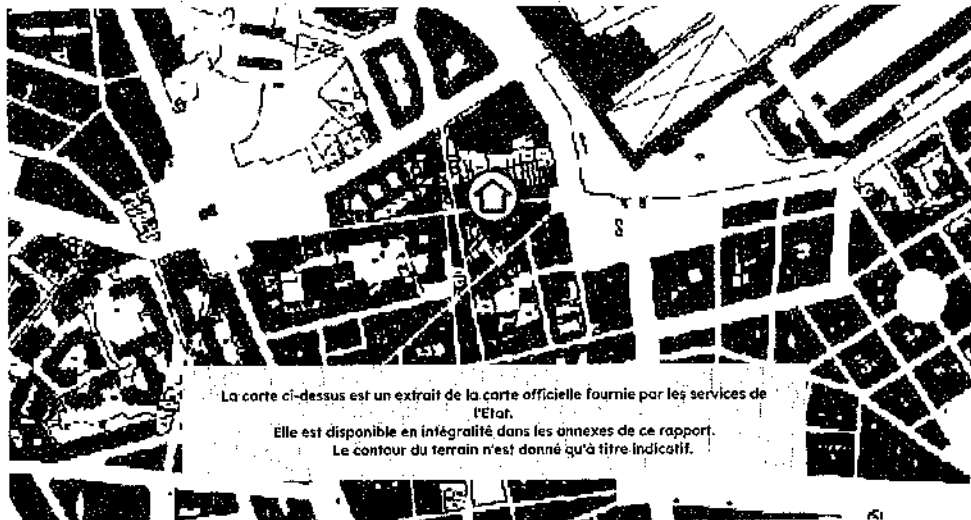 La carte ci-dessus est un extrait de la carte officielle fournie par les services de
l'Etat.
Elle est disponible en intégralité dans les annexes de ce rapport.
Le contour du terrain n'est donné qu'à titre indicatif.